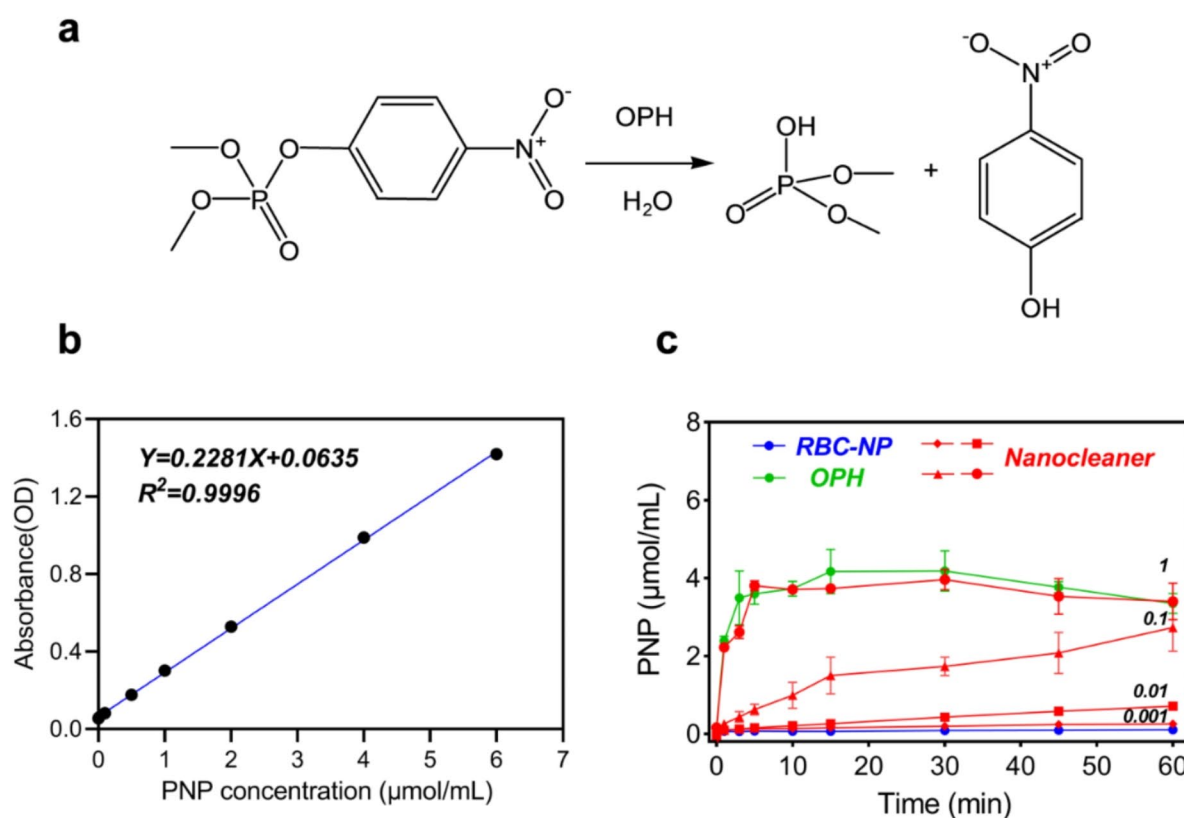 a
O
O
O
P
O
N+
O-
O
OPH
H2O
OH
P
O
O
O
+
-O
N+
O
OH
b
Y=0.2281X+0.0635
R²=0.9996
Absorbance(OD)
1.6
1.2
0.8
0.4
0.0
0 1 2 3 4 5 6 7
PNP concentration (μmol/mL)
c
RBC-NP
OPH
Nanocleaner
PNP (μmol/mL)
8
6
4
2
0
1
0.1
0.01
0.001
0 10 20 30 40 50 60
Time (min)